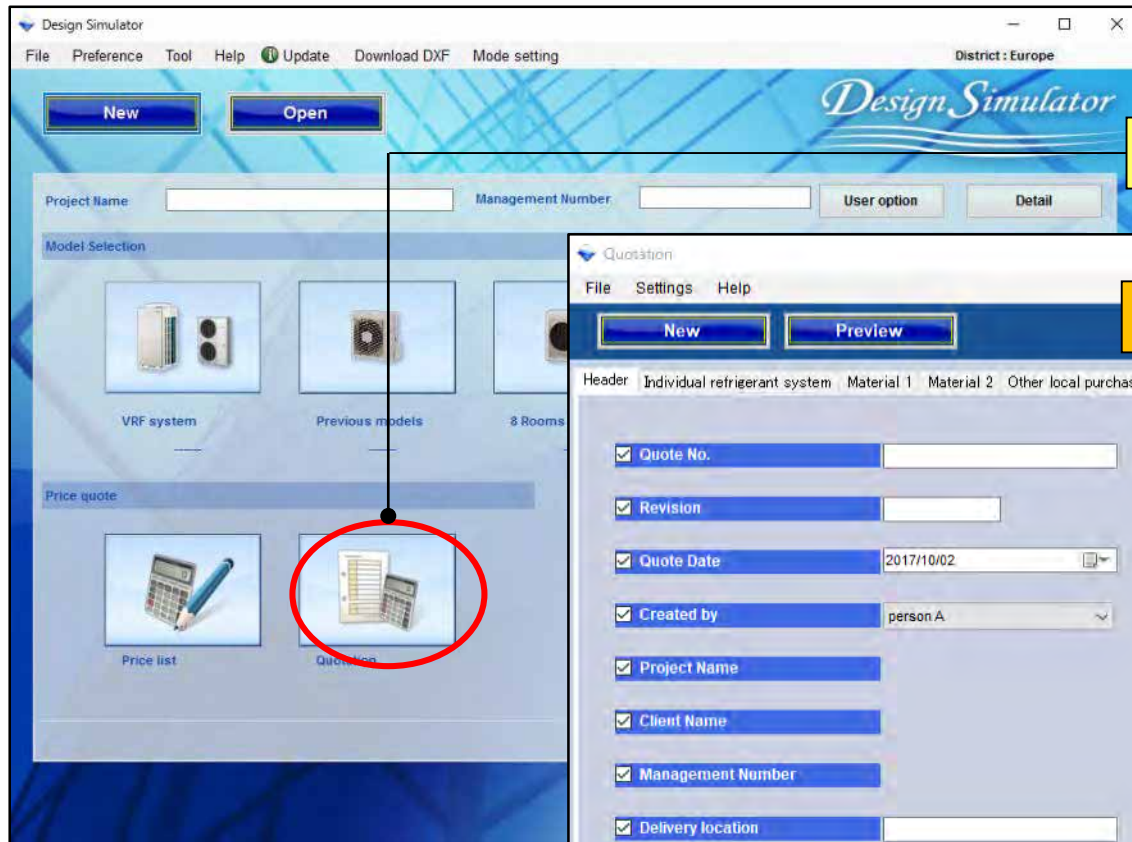 Design Simulator
File Preference Tool Help Update Download DXF Mode setting
District : Europe
New Open
Design Simulator
Project Name Management Number User option Detail
Model Selection
VRF system Previous models 8 Rooms
Price quote
Price list Quotation
Quotation
File Settings Help
New Preview
Header Individual refrigerant system Material 1 Material 2 Other local purchas
Quote No.
Revision
Quote Date 2017/10/02
Created by person A
Project Name
Client Name
Management Number
Delivery location